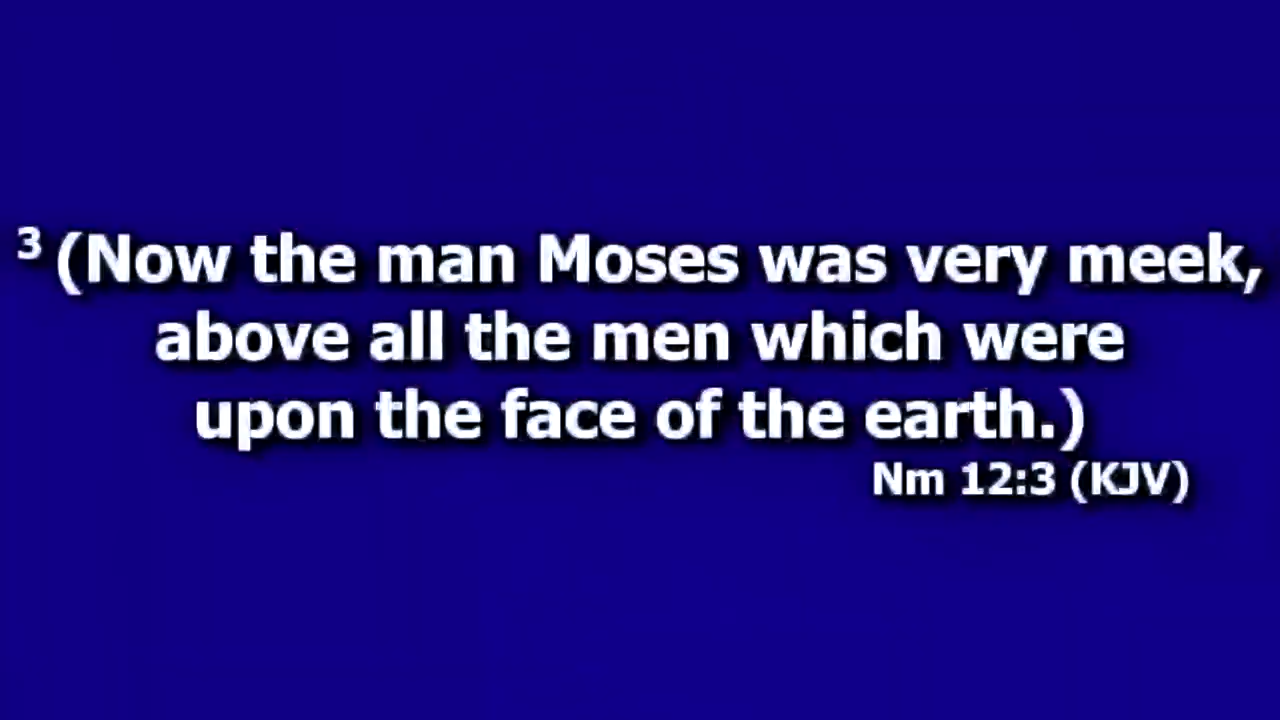 3 (Now the man Moses was very meek,
above all the men which were
upon the face of the earth.)
Nm 12:3 (KJV)